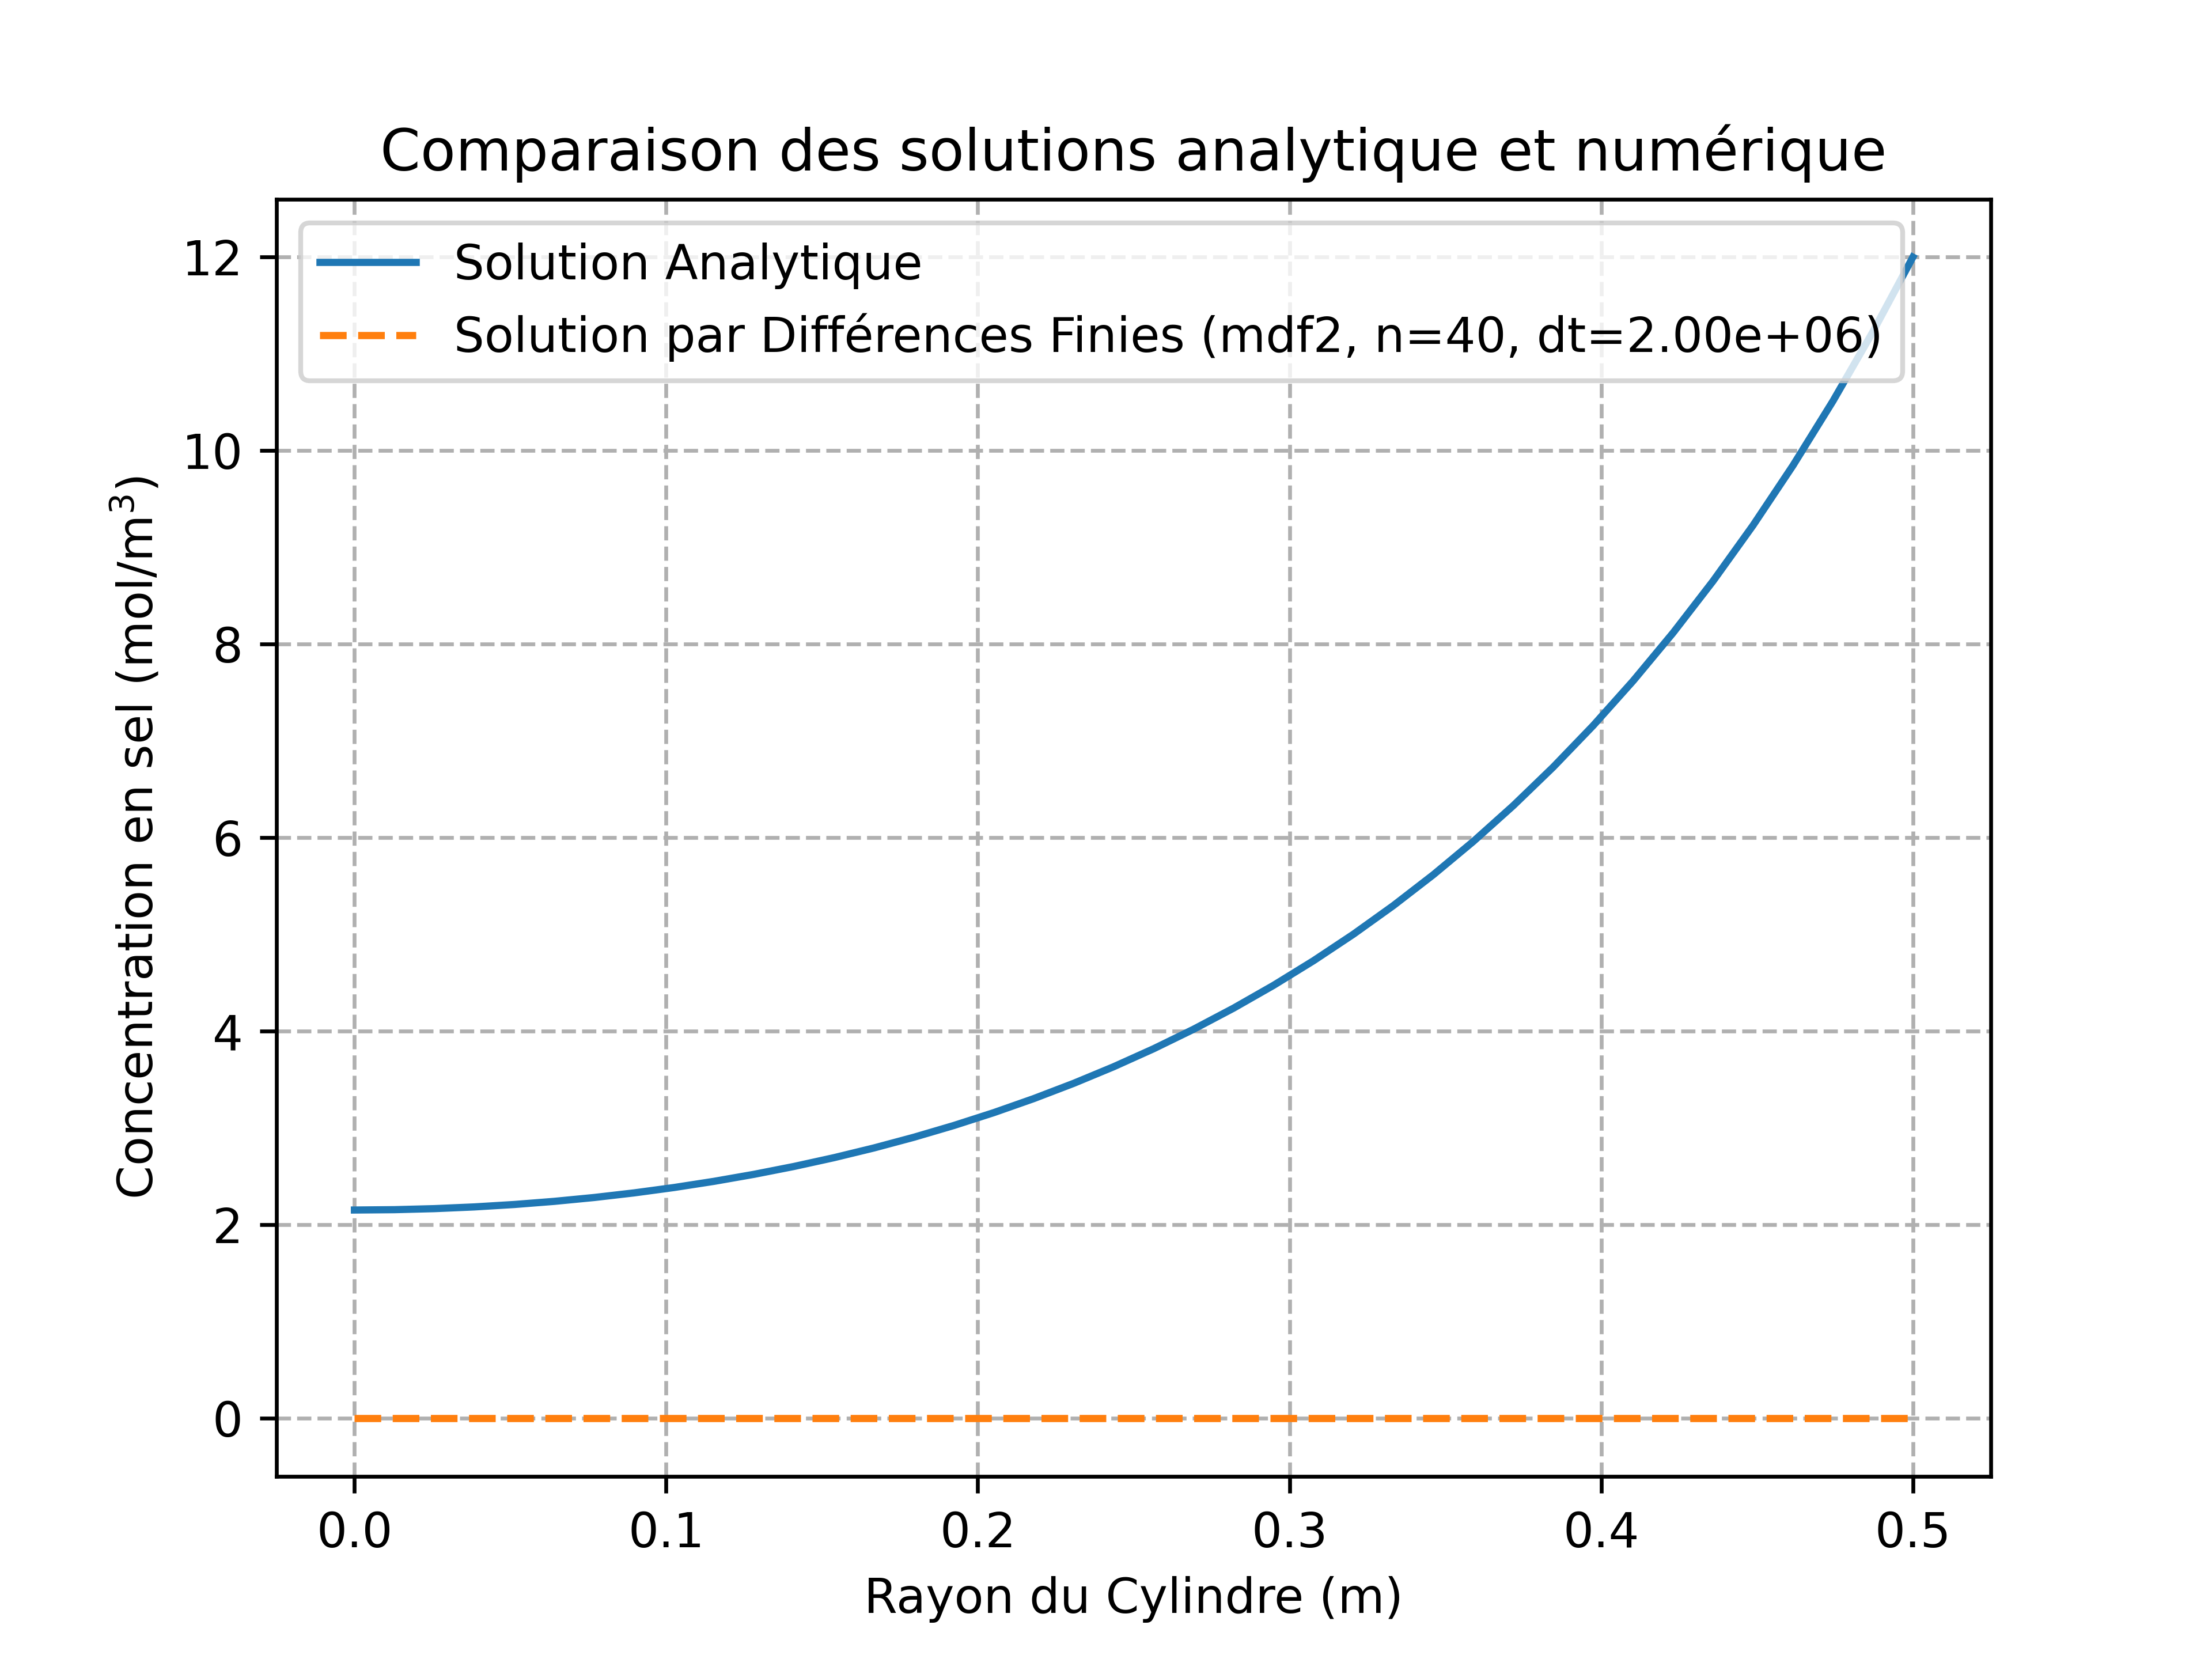 Comparaison des solutions analytique et numérique
Solution Analytique
Solution par Différences Finies (mdf2, n=40, dt=2.00e+06)
Concentration en sel (mol/m³)
12
10
8
6
4
2
0
0.0 0.1 0.2 0.3 0.4 0.5
Rayon du Cylindre (m)